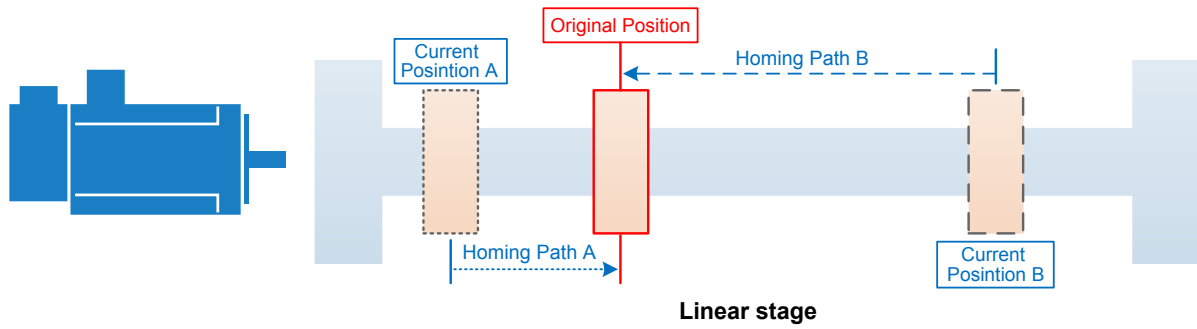 Original Position
Current
Posintion A
Homing Path B
Homing Path A
Current
Posintion B
Linear stage